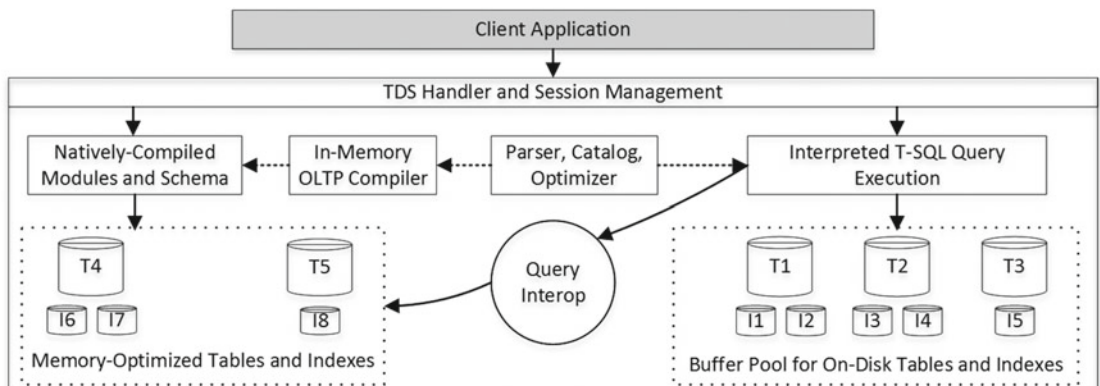 Client Application
TDS Handler and Session Management
Natively-Compiled
Modules and Schema
In-Memory
OLTP Compiler
Parser, Catalog,
Optimizer
Interpreted T-SQL Query
Execution
T4
T5
Query
Interop
T1
T2
T3
I6
I7
I8
I1
I2
I3
I4
I5
Memory-Optimized Tables and Indexes
Buffer Pool for On-Disk Tables and Indexes